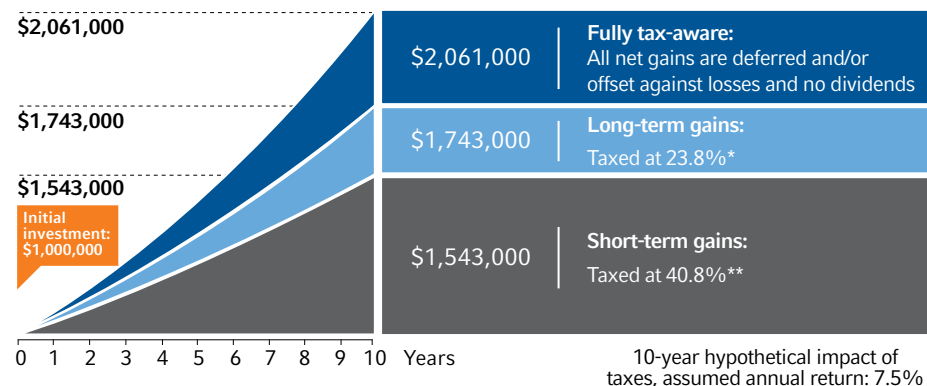 $2,061,000
$1,743,000
$1,543,000
Initial
investment:
$1,000,000
0 1 2 3 4 5 6 7 8 9 10 Years
$2,061,000
Fully tax-aware:
All net gains are deferred and/or
offset against losses and no dividends
$1,743,000
Long-term gains:
Taxed at 23.8%*
$1,543,000
Short-term gains:
Taxed at 40.8%**
10-year hypothetical impact of
taxes, assumed annual return: 7.5%